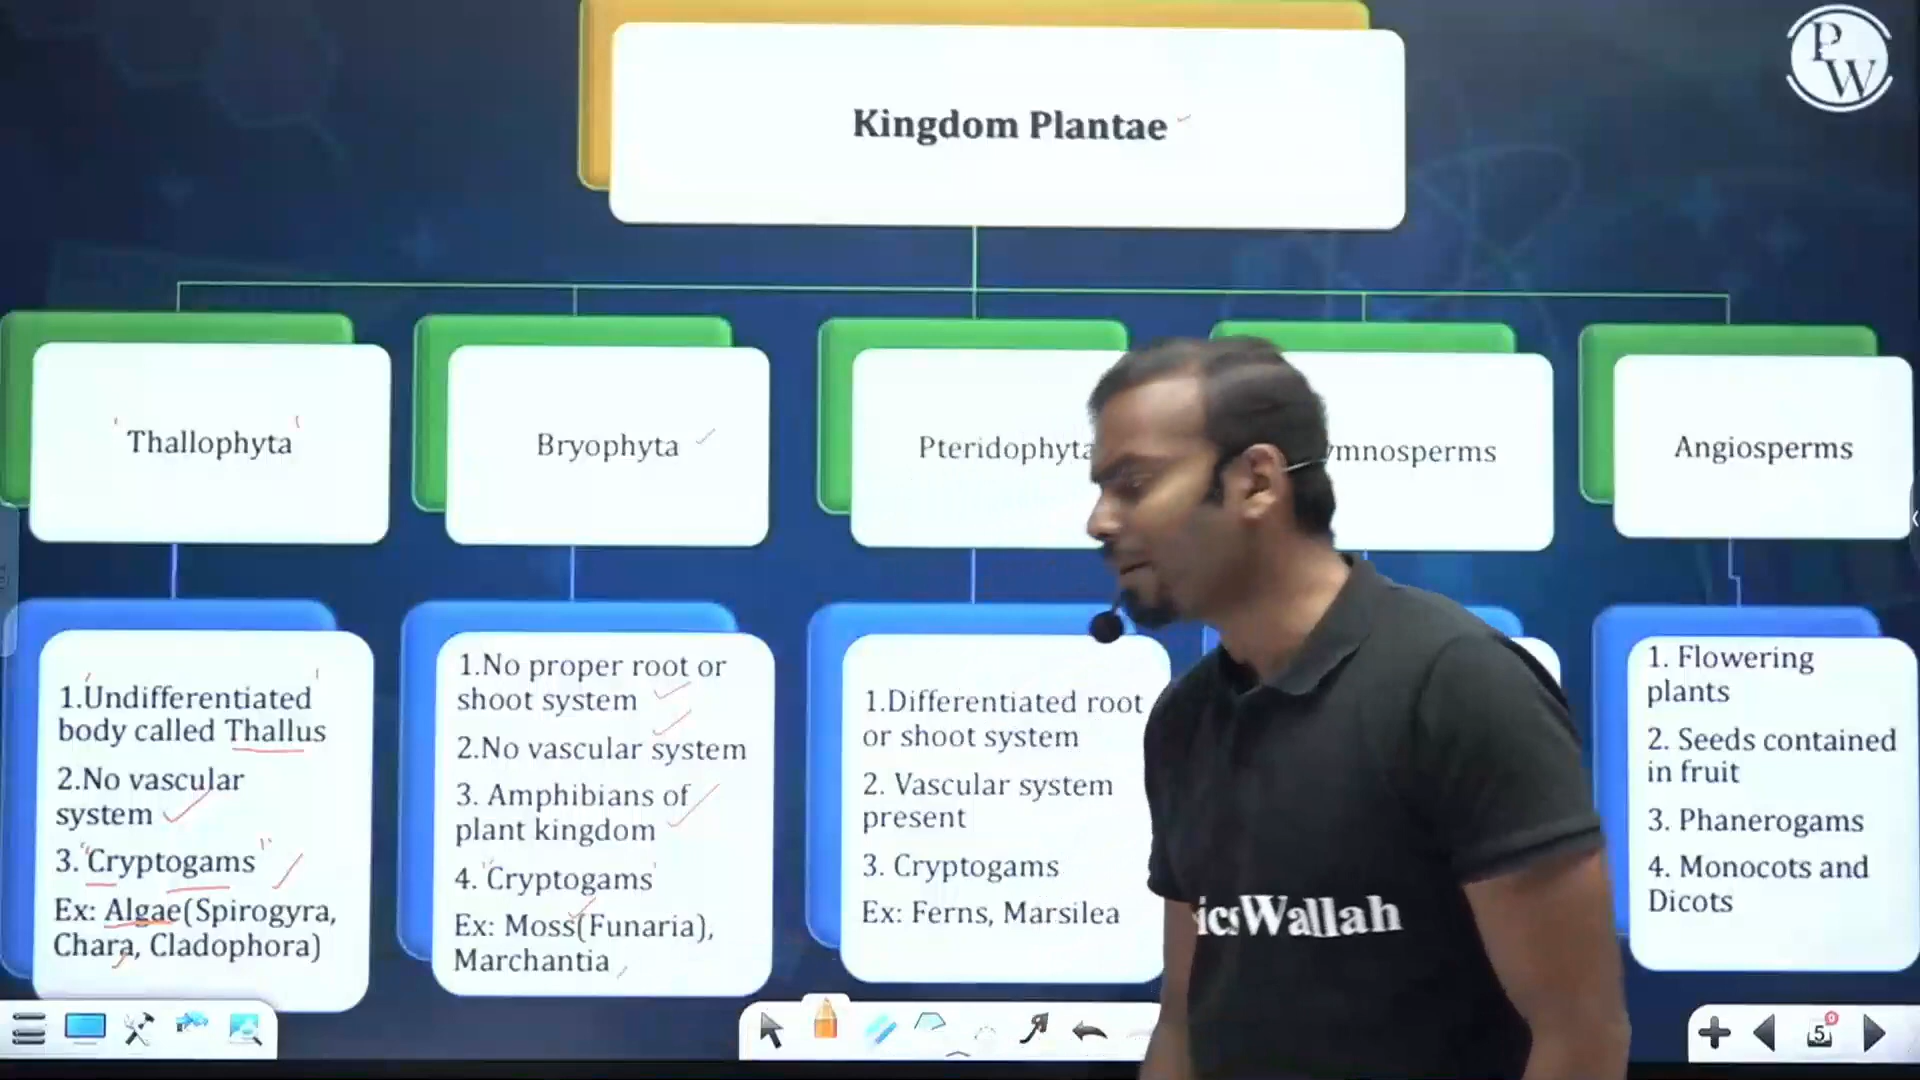 PW
Kingdom Plantae
Thallophyta
Bryophyta
Pteridophyta
mnosperms
Angiosperms
1.Undifferentiated
body called Thallus
2.No vascular
system
3. Cryptogams
Ex: Algae(Spirogyra,
Chara, Cladophora)
1.No proper root or
shoot system
2.No vascular system
3. Amphibians of
plant kingdom
4. Cryptogams
Ex: Moss(Funaria),
Marchantia
1.Differentiated root
or shoot system
2. Vascular system
present
3. Cryptogams
Ex: Ferns, Marsilea
1. Flowering
plants
2. Seeds contained
in fruit
3. Phanerogams
4. Monocots and
Dicots
icsWallah
5